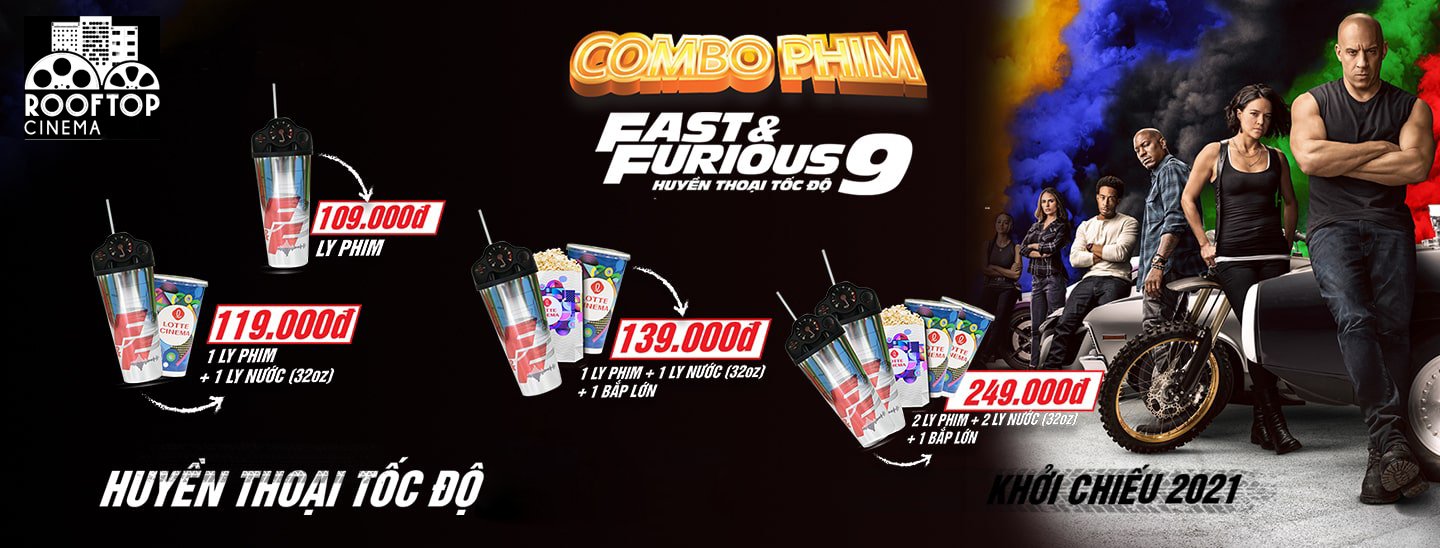 ROOFTOP
CINEMA
COMBO PHIM
FAST &
FURIOUS 9
HUYỀN THOẠI TỐC ĐỘ
109.000đ
LY PHIM
LOTTE
CINEMA
119.000đ
1 LY PHIM
+ 1 LY NƯỚC (32oz)
LOTTE
CINEMA
139.000đ
1 LY PHIM + 1 LY NƯỚC (32oz)
+ 1 BẮP LỚN
249.000đ
2 LY PHIM + 2 LY NƯỚC (32oz)
+ 1 BẮP LỚN
HUYỀN THOẠI TỐC ĐỘ
KHỞI CHIẾU 2021